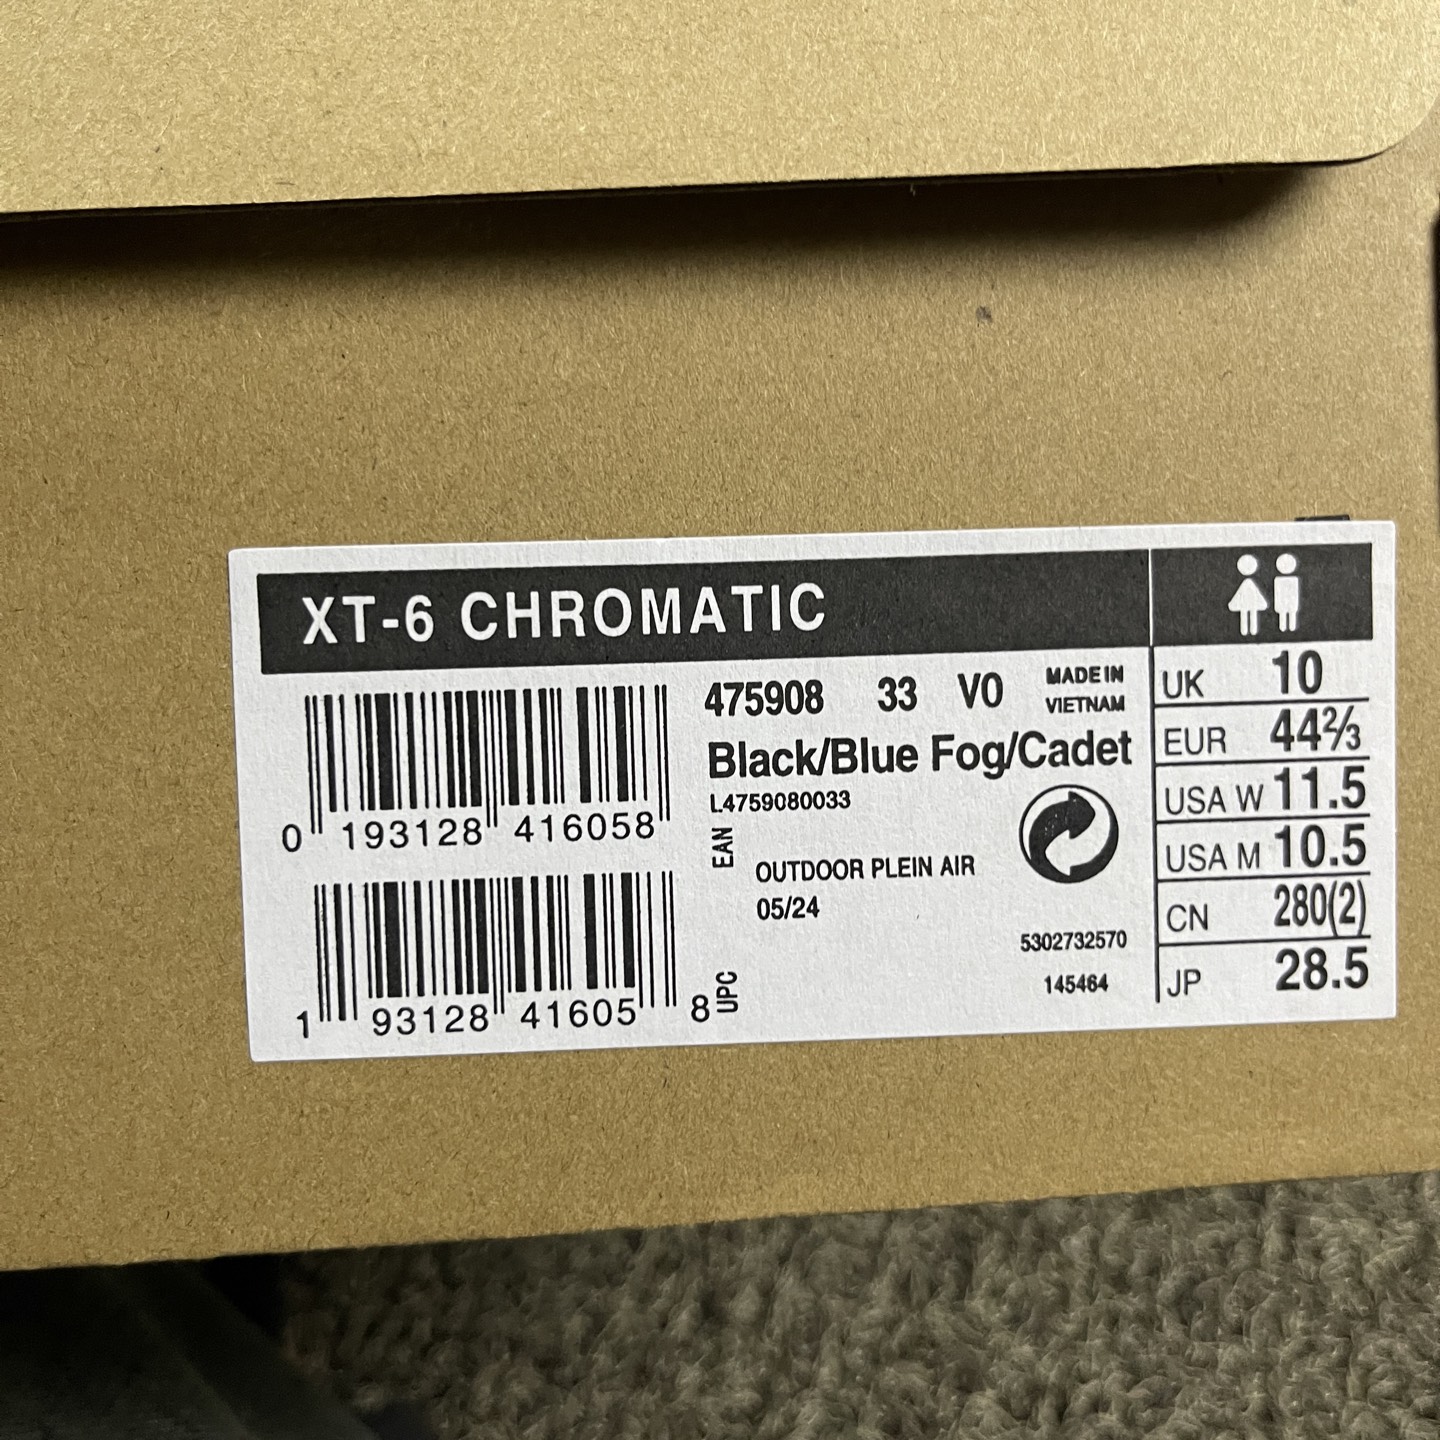 XT-6 CHROMATIC
475908 33 V0 MADE IN VIETNAM
Black/Blue Fog/Cadet
L4759080033
0 193128 416058 EAN
OUTDOOR PLEIN AIR
05/24
5302732570
145464
1 93128 41605 8 UPC
UK 10
EUR 44⅔
USA W 11.5
USA M 10.5
CN 280(2)
JP 28.5